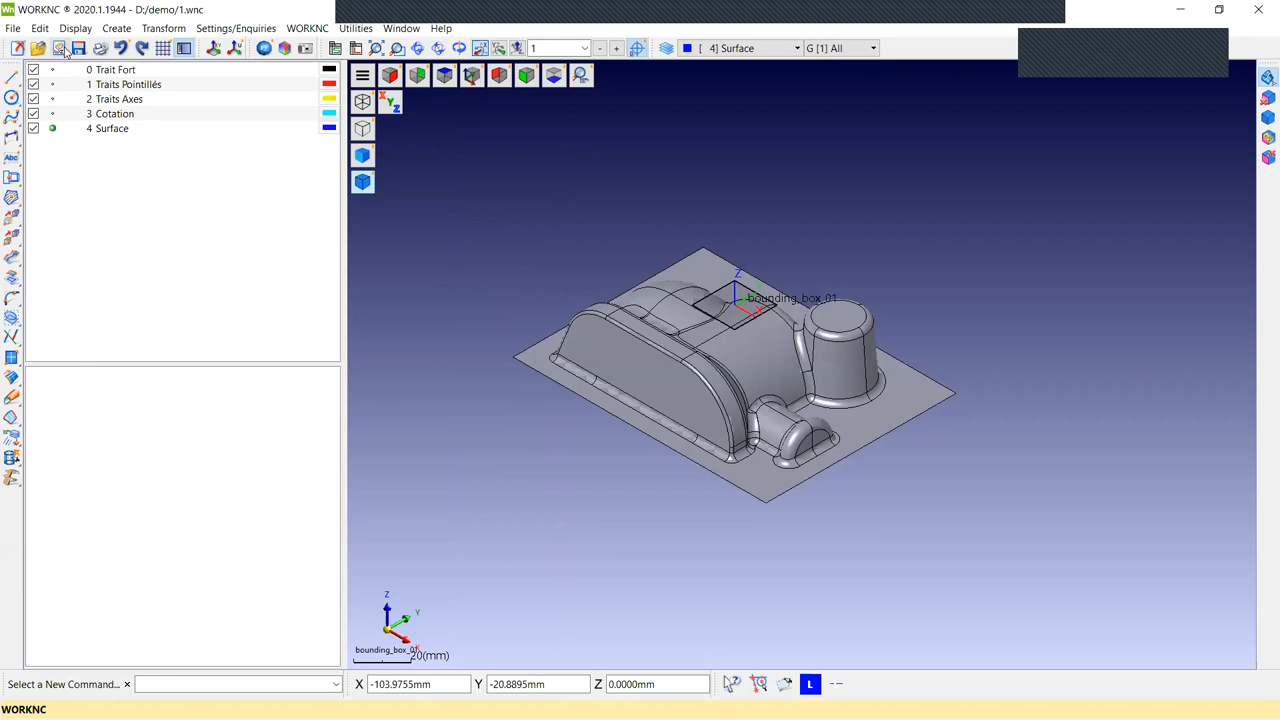 Wn WORKNC ® 2020.1.1944 - D:/demo/1.wnc
File Edit Display Create Transform Settings/Enquiries WORKNC Utilities Window Help
1 - + [ 4] Surface G [1] All
0 Trait Fort
1 Traits Pointillés
2 Traits Axes
3 Cotation
4 Surface
Abc
X Y Z
Z
Y
X
bounding_box_01
Z
Y
X
bounding_box_01
20(mm)
Select a New Command... × X -103.9755mm Y -20.8895mm Z 0.0000mm L
WORKNC